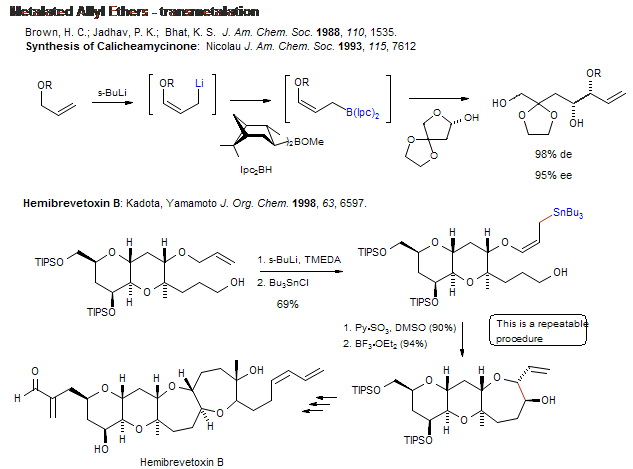 Metalated Allyl Ethers - transmetalation
Brown, H. C.; Jadhav, P. K.; Bhat, K. S. J. Am. Chem. Soc. 1988, 110, 1535.
Synthesis of Calicheamycinone: Nicolau J. Am. Chem. Soc. 1993, 115, 7612
OR
s-BuLi
OR
Li
OR
B(Ipc)2
)2BOMe
Ipc2BH
O
OH
O
O
HO
O
O
OH
OR
98% de
95% ee
Hemibrevetoxin B: Kadota, Yamamoto J. Org. Chem. 1998, 63, 6597.
TIPSO
O
H
H
O
OH
O
H
TIPSO
1. s-BuLi, TMEDA
2. Bu3SnCl
69%
SnBu3
TIPSO
O
H
H
O
OH
O
H
TIPSO
1. Py•SO3, DMSO (90%)
2. BF3•OEt2 (94%)
This is a repeatable
procedure
O
H
O
H
H
O
O
H
HO
H
O
H
O
OH
Hemibrevetoxin B
TIPSO
O
H
H
O
OH
O
H
TIPSO